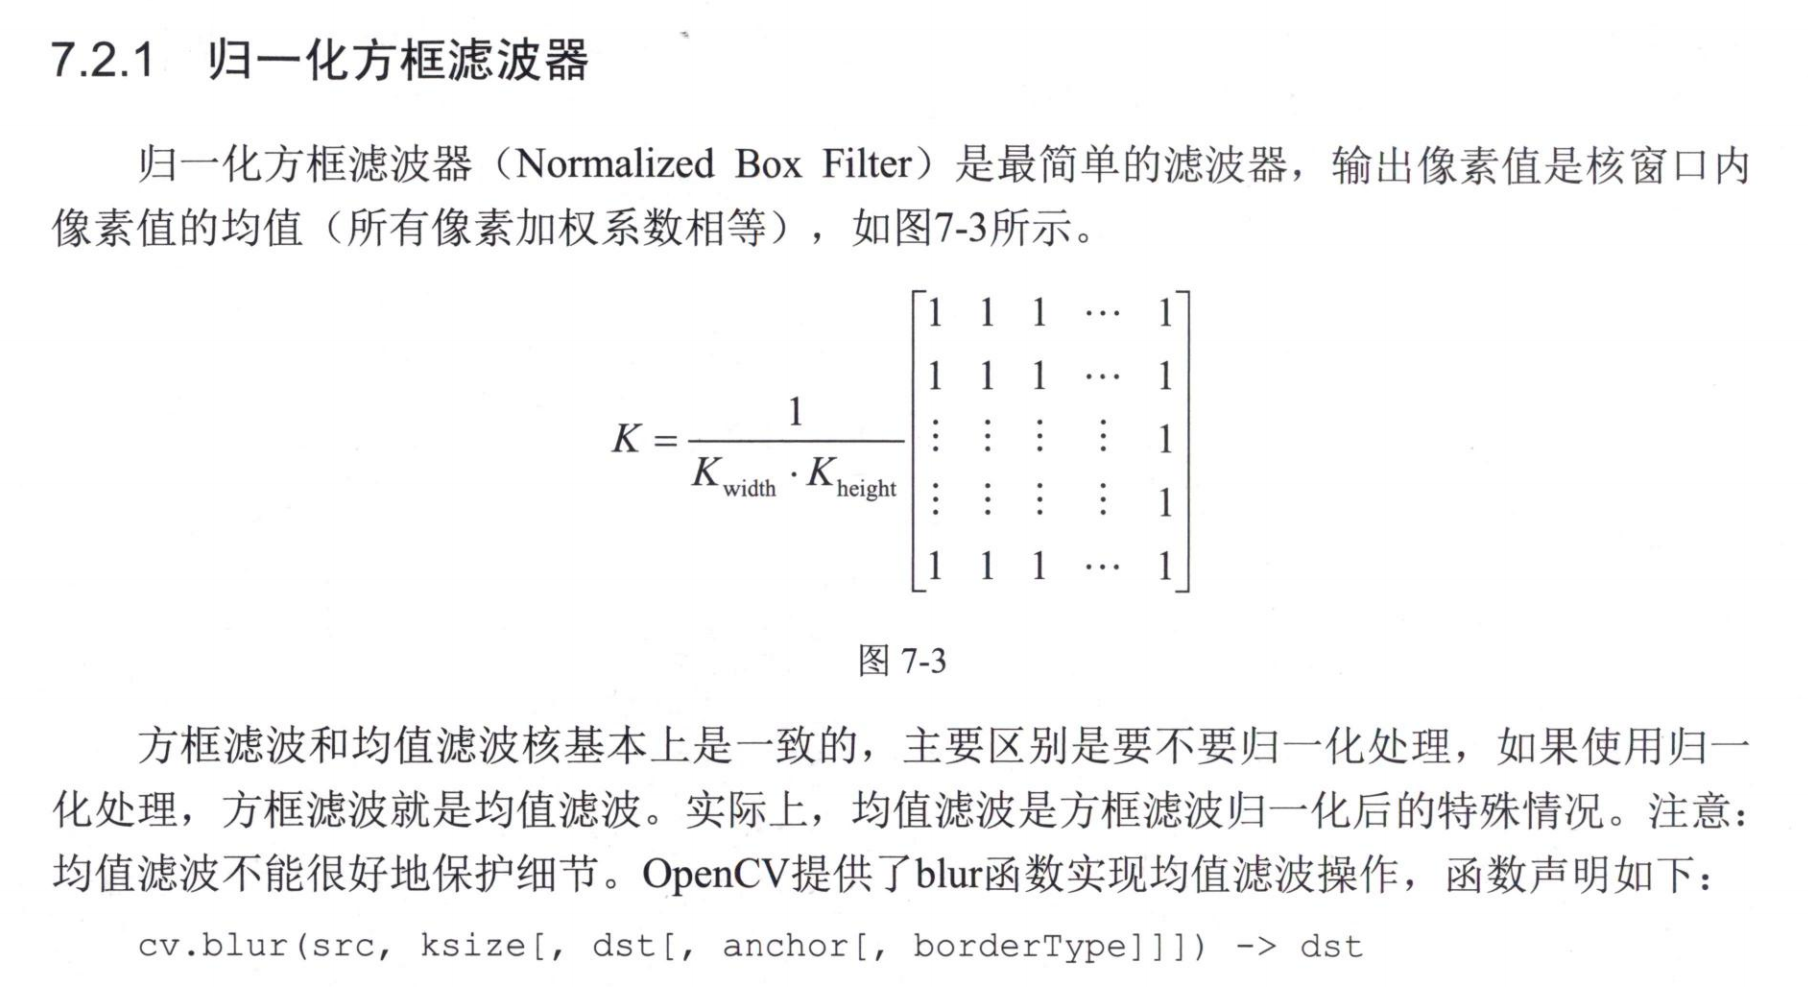 7.2.1 归一化方框滤波器
归一化方框滤波器（Normalized Box Filter）是最简单的滤波器，输出像素值是核窗口内
像素值的均值（所有像素加权系数相等），如图7-3所示。
K = \frac{1}{K_{width} \cdot K_{height}} \begin{bmatrix} 1 & 1 & 1 & \cdots & 1 \\ 1 & 1 & 1 & \cdots & 1 \\ \vdots & \vdots & \vdots & \vdots & 1 \\ \vdots & \vdots & \vdots & \vdots & 1 \\ 1 & 1 & 1 & \cdots & 1 \end{bmatrix}
图 7-3
方框滤波和均值滤波核基本上是一致的，主要区别是要不要归一化处理，如果使用归一
化处理，方框滤波就是均值滤波。实际上，均值滤波是方框滤波归一化后的特殊情况。注意：
均值滤波不能很好地保护细节。OpenCV提供了blur函数实现均值滤波操作，函数声明如下：
cv.blur(src, ksize[, dst[, anchor[, borderType]]]) -> dst